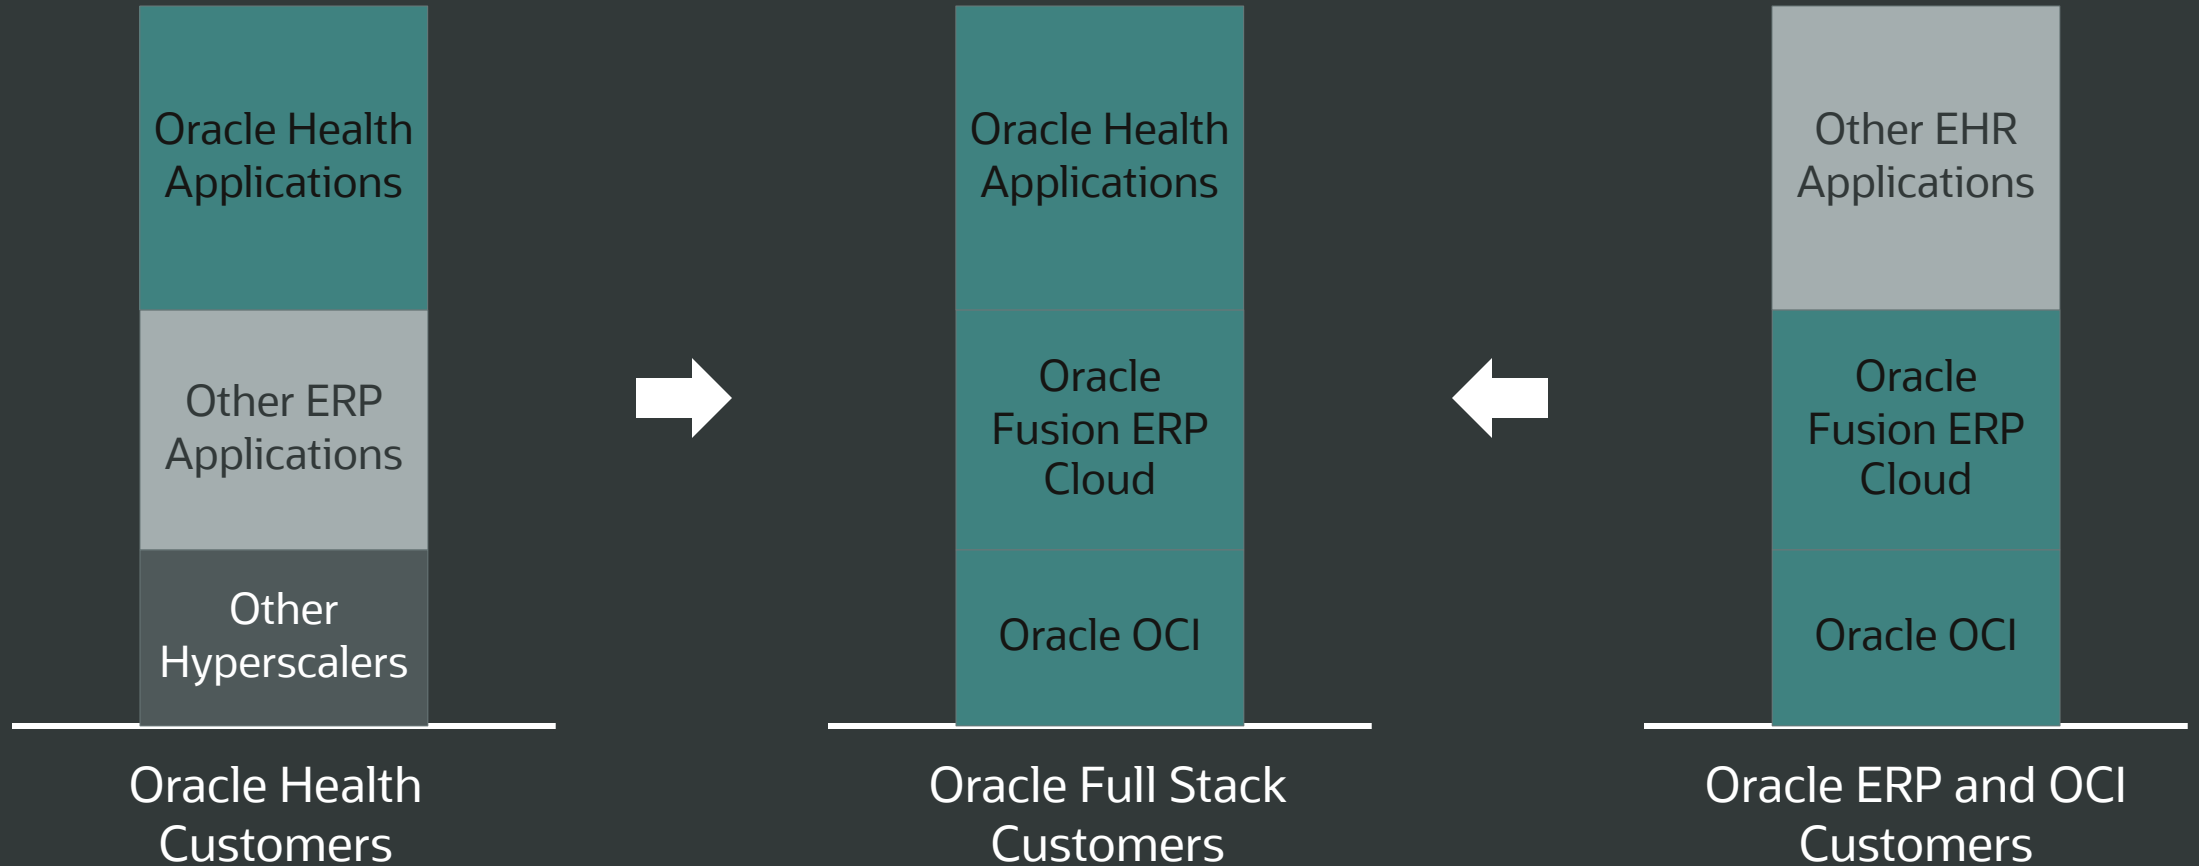 Oracle Health
Applications
Other ERP
Applications
Other
Hyperscalers
Oracle Health
Customers
Oracle Health
Applications
Oracle
Fusion ERP
Cloud
Oracle OCI
Oracle Full Stack
Customers
Other EHR
Applications
Oracle
Fusion ERP
Cloud
Oracle OCI
Oracle ERP and OCI
Customers